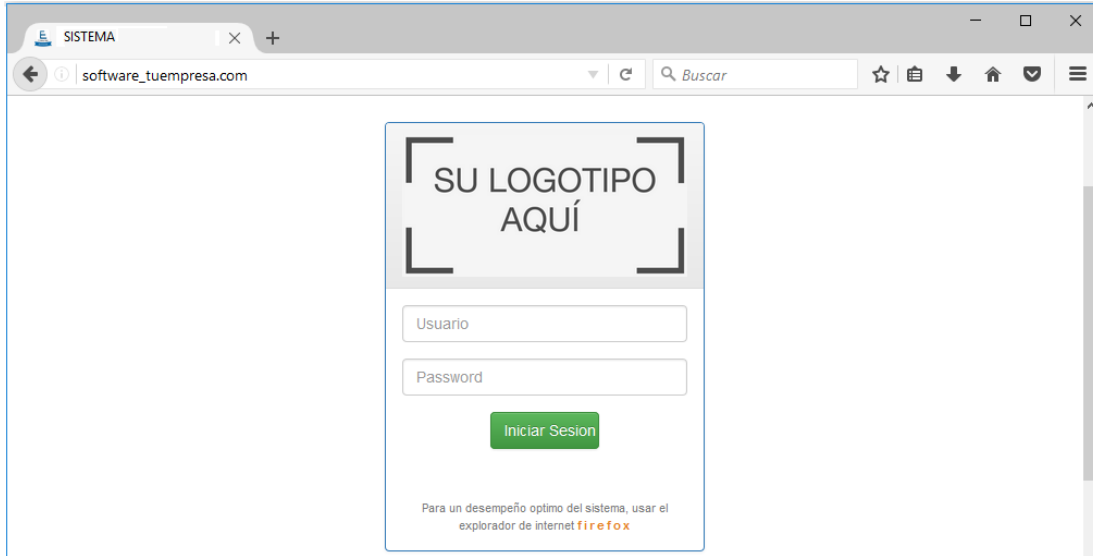 SISTEMA
software_tuempresa.com
Buscar
SU LOGOTIPO
AQUÍ
Usuario
Password
Iniciar Sesion
Para un desempeño optimo del sistema, usar el
explorador de internet firefox